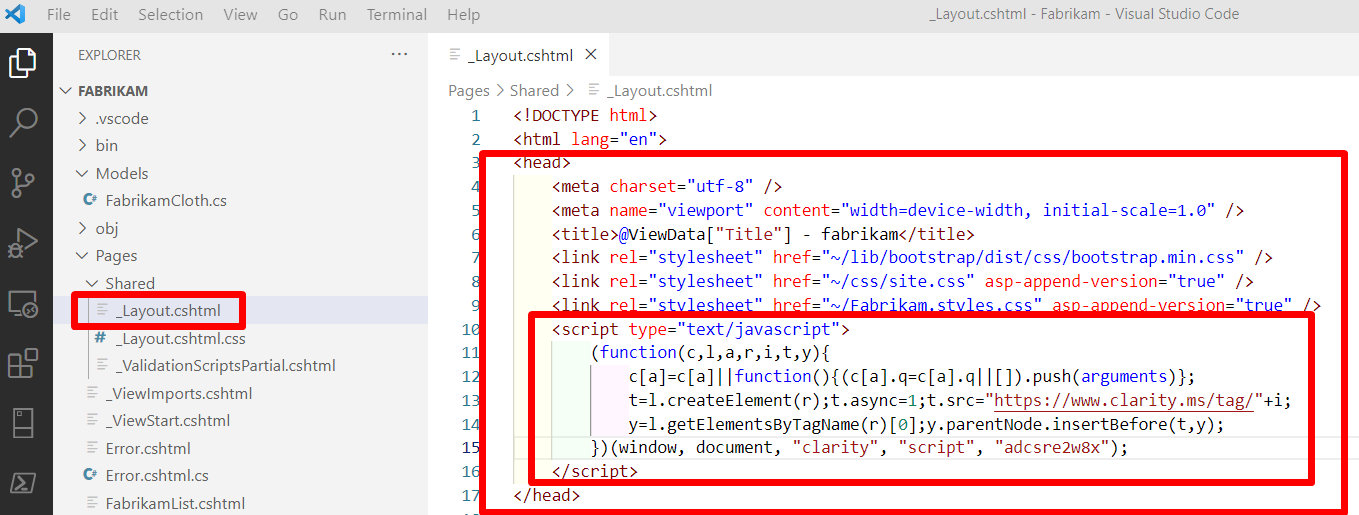 File Edit Selection View Go Run Terminal Help
_Layout.cshtml - Fabrikam - Visual Studio Code
EXPLORER ...
FABRIKAM
.vscode
bin
Models
C# FabrikamCloth.cs
obj
Pages
Shared
_Layout.cshtml
# _Layout.cshtml.css
_ValidationScriptsPartial.cshtml
_ViewImports.cshtml
_ViewStart.cshtml
Error.cshtml
C# Error.cshtml.cs
FabrikamList.cshtml
_Layout.cshtml ×
Pages > Shared > _Layout.cshtml
1 <!DOCTYPE html>
2 <html lang="en">
3 <head>
4 <meta charset="utf-8" />
5 <meta name="viewport" content="width=device-width, initial-scale=1.0" />
6 <title>@ViewData["Title"] - fabrikam</title>
7 <link rel="stylesheet" href="~/lib/bootstrap/dist/css/bootstrap.min.css" />
8 <link rel="stylesheet" href="~/css/site.css" asp-append-version="true" />
9 <link rel="stylesheet" href="~/Fabrikam.styles.css" asp-append-version="true" />
10 <script type="text/javascript">
11 (function(c,l,a,r,i,t,y){
12 c[a]=c[a]||function(){(c[a].q=c[a].q||[]).push(arguments)};
13 t=l.createElement(r);t.async=1;t.src="https://www.clarity.ms/tag/"+i;
14 y=l.getElementsByTagName(r)[0];y.parentNode.insertBefore(t,y);
15 })(window, document, "clarity", "script", "adcsre2w8x");
16 </script>
17 </head>